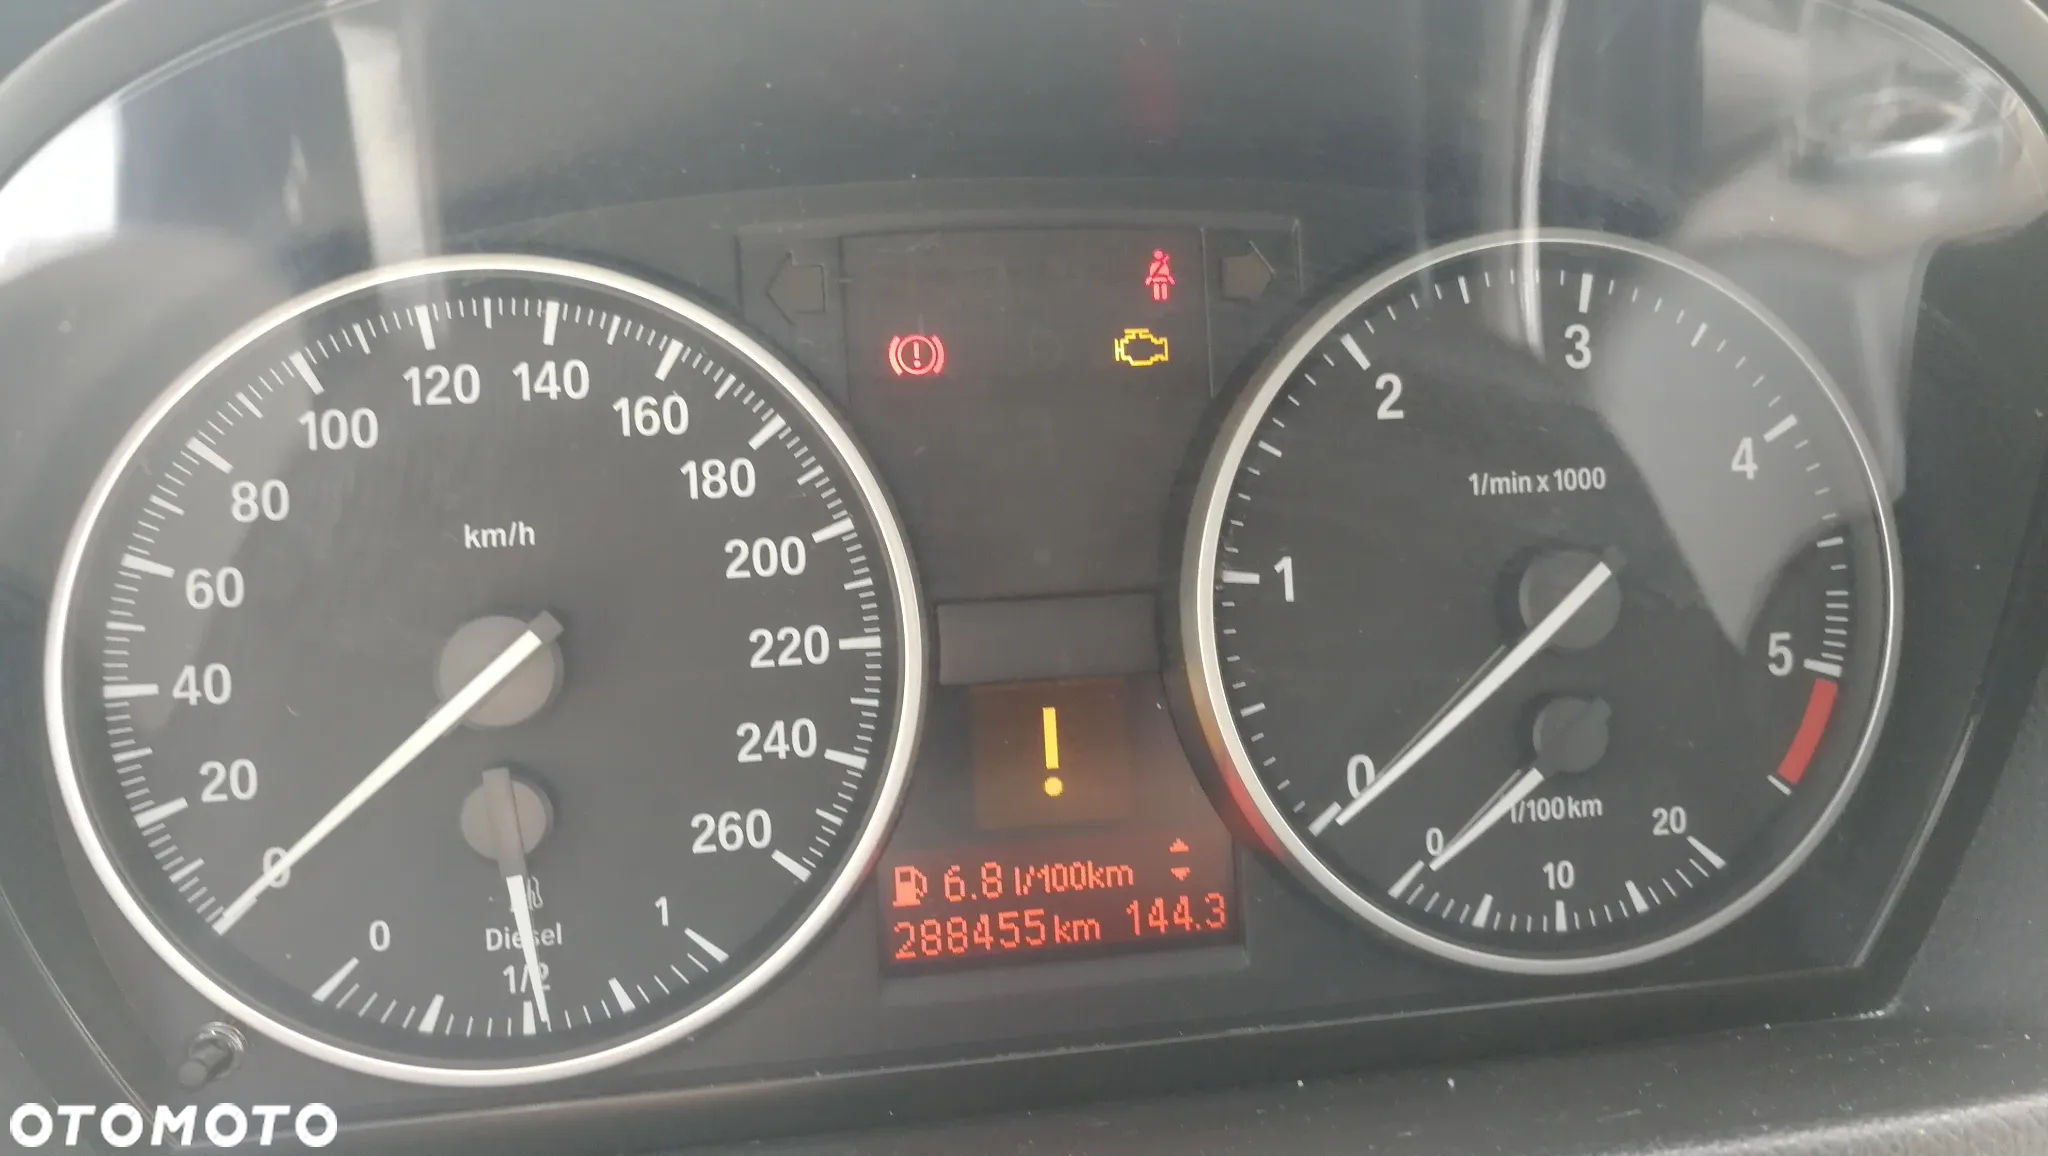 120 140
100 160
80 180
60 200
40 220
20 240
0 260
km/h
0 1/2 1
Diesel
6.8 l/100km
288455 km 144.3
0 1 2 3 4 5
1/min x 1000
l/100km
0 10 20
OTOMOTO